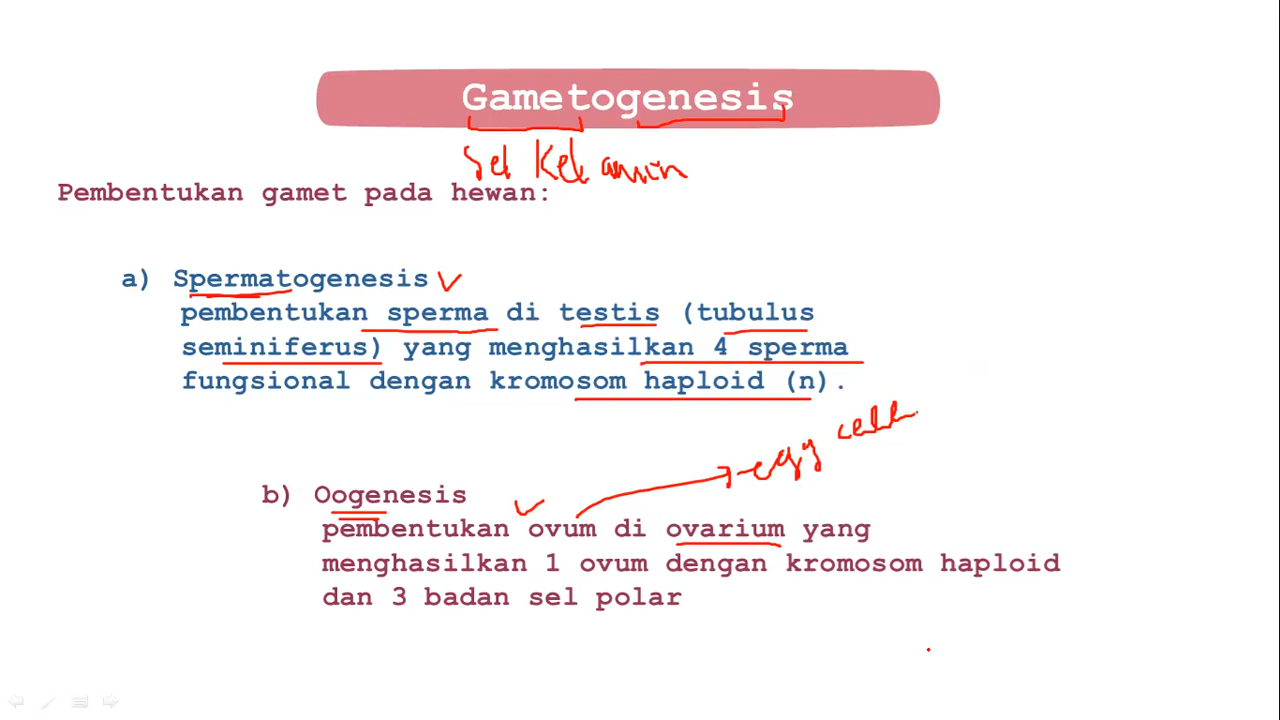 Gametogenesis
Sel Kelamin
Pembentukan gamet pada hewan:
a) Spermatogenesis
pembentukan sperma di testis (tubulus
seminiferus) yang menghasilkan 4 sperma
fungsional dengan kromosom haploid (n).
egg cell
b) Oogenesis
pembentukan ovum di ovarium yang
menghasilkan 1 ovum dengan kromosom haploid
dan 3 badan sel polar